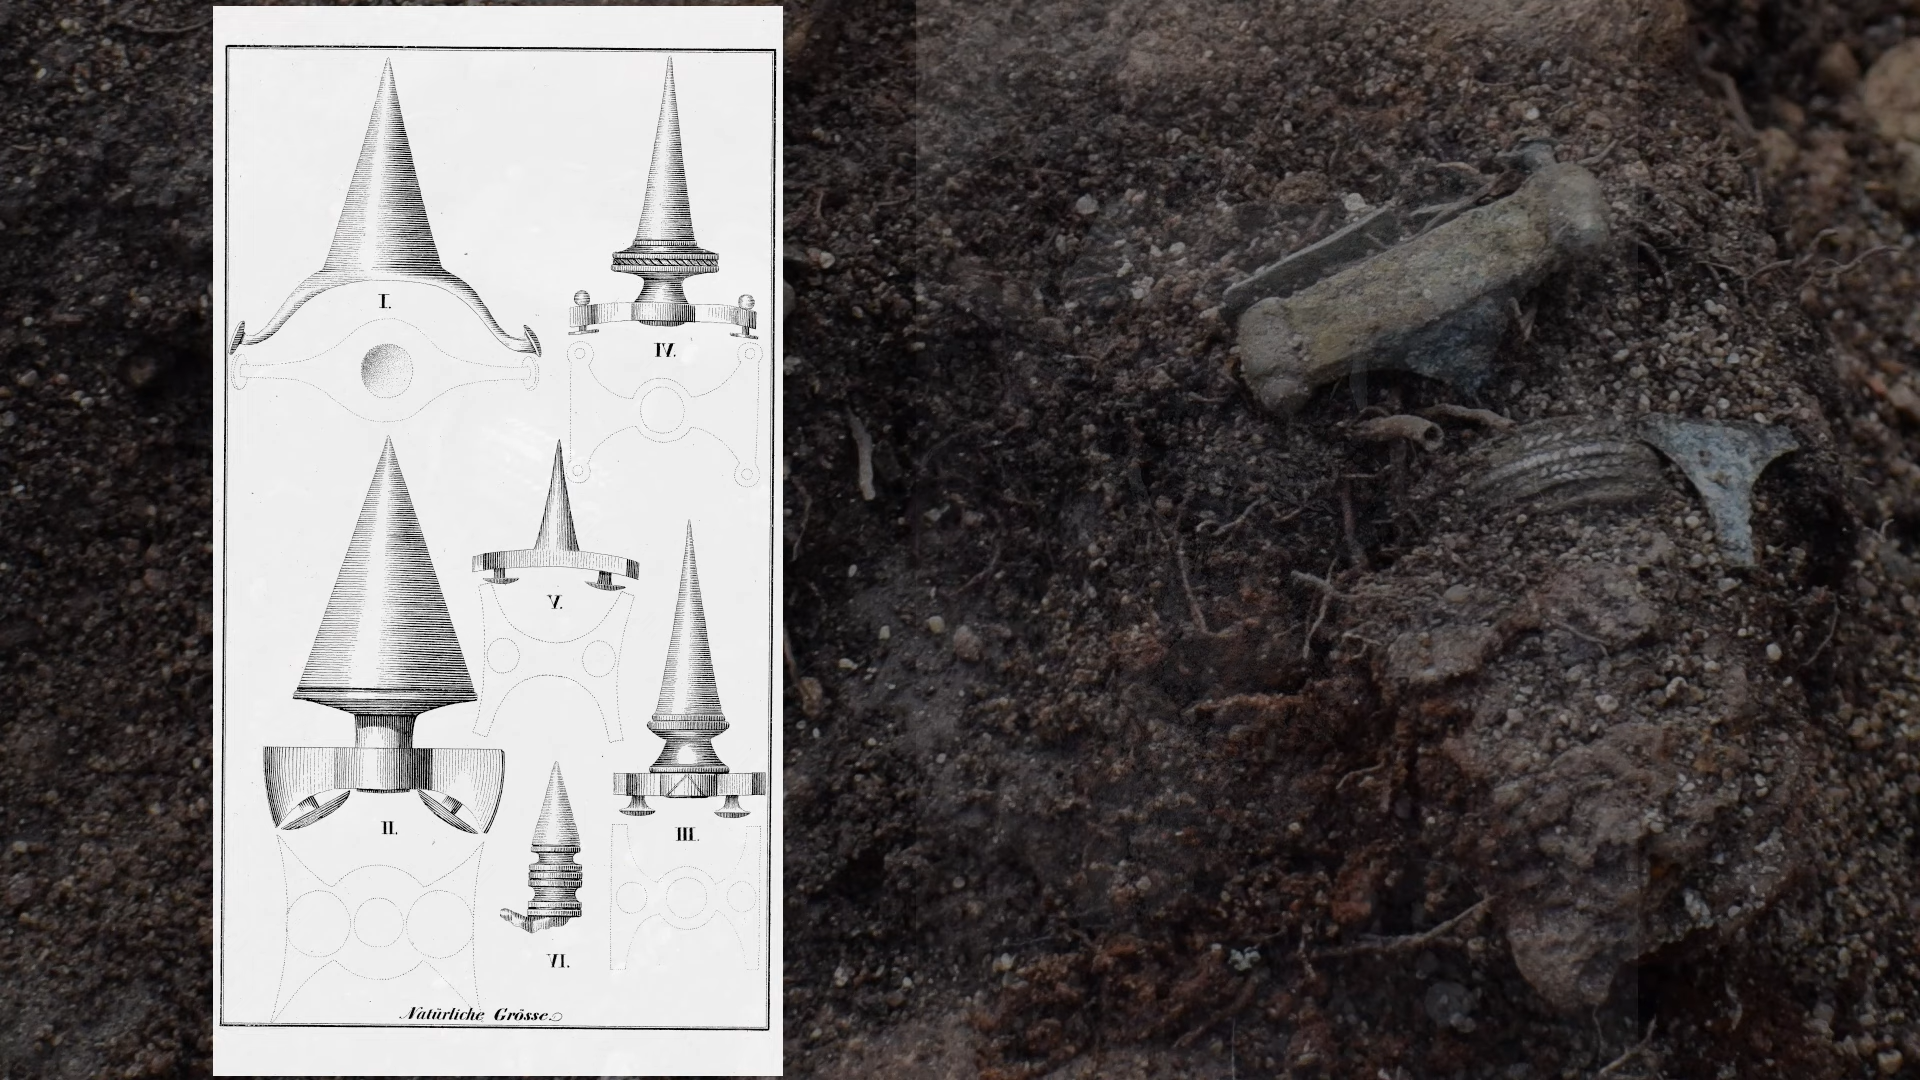 I.
IV.
V.
II.
III.
VI.
Natürliche Grösse.